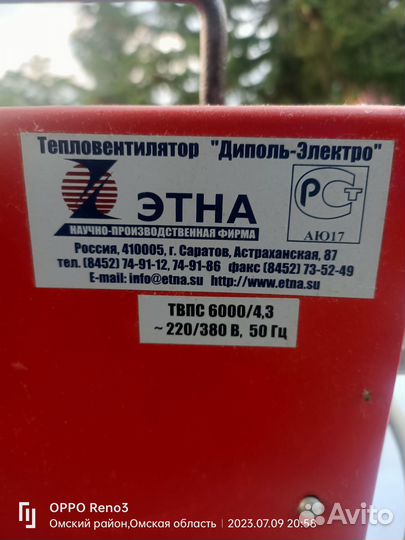 Тепловентилятор "Диполь-Электро"
ЭТНА
НАУЧНО-ПРОИЗВОДСТВЕННАЯ ФИРМА
РСТ
АЮ17
Россия, 410005, г. Саратов, Астраханская, 87
тел. (8452) 74-91-12, 74-91-86 факс (8452) 73-52-49
E-mail: info@etna.su http://www.etna.su
ТВПС 6000/4,3
~ 220/380 В, 50 Гц
OPPO Reno3
Омский район,Омская область | 2023.07.09 20:58
Avito